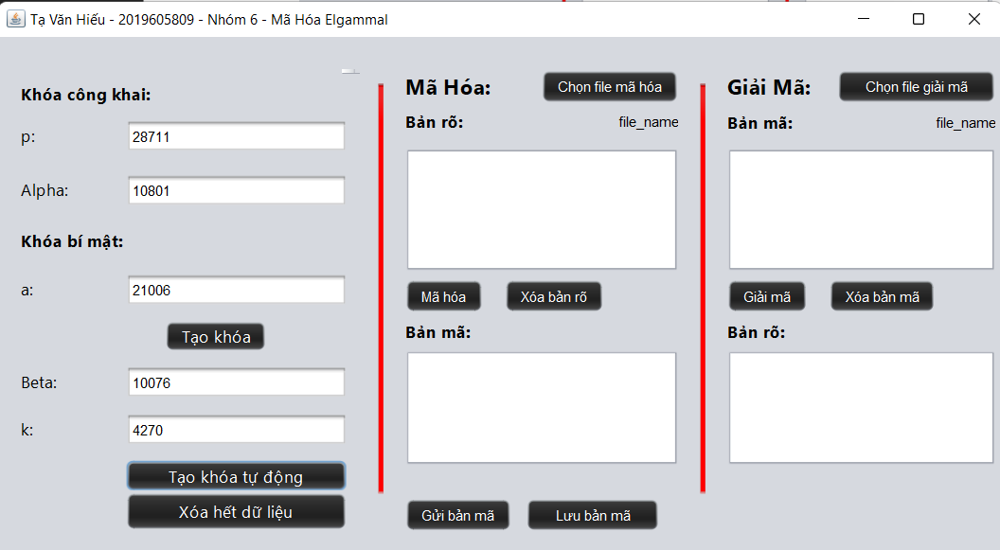 Tạ Văn Hiếu - 2019605809 - Nhóm 6 - Mã Hóa Elgammal
Khóa công khai:
p:
28711
Alpha:
10801
Khóa bí mật:
a:
21006
Tạo khóa
Beta:
10076
k:
4270
Tạo khóa tự động
Xóa hết dữ liệu
Mã Hóa:
Chọn file mã hóa
Bản rõ:
file_name
Mã hóa
Xóa bản rõ
Bản mã:
Gửi bản mã
Lưu bản mã
Giải Mã:
Chọn file giải mã
Bản mã:
file_name
Giải mã
Xóa bản mã
Bản rõ: